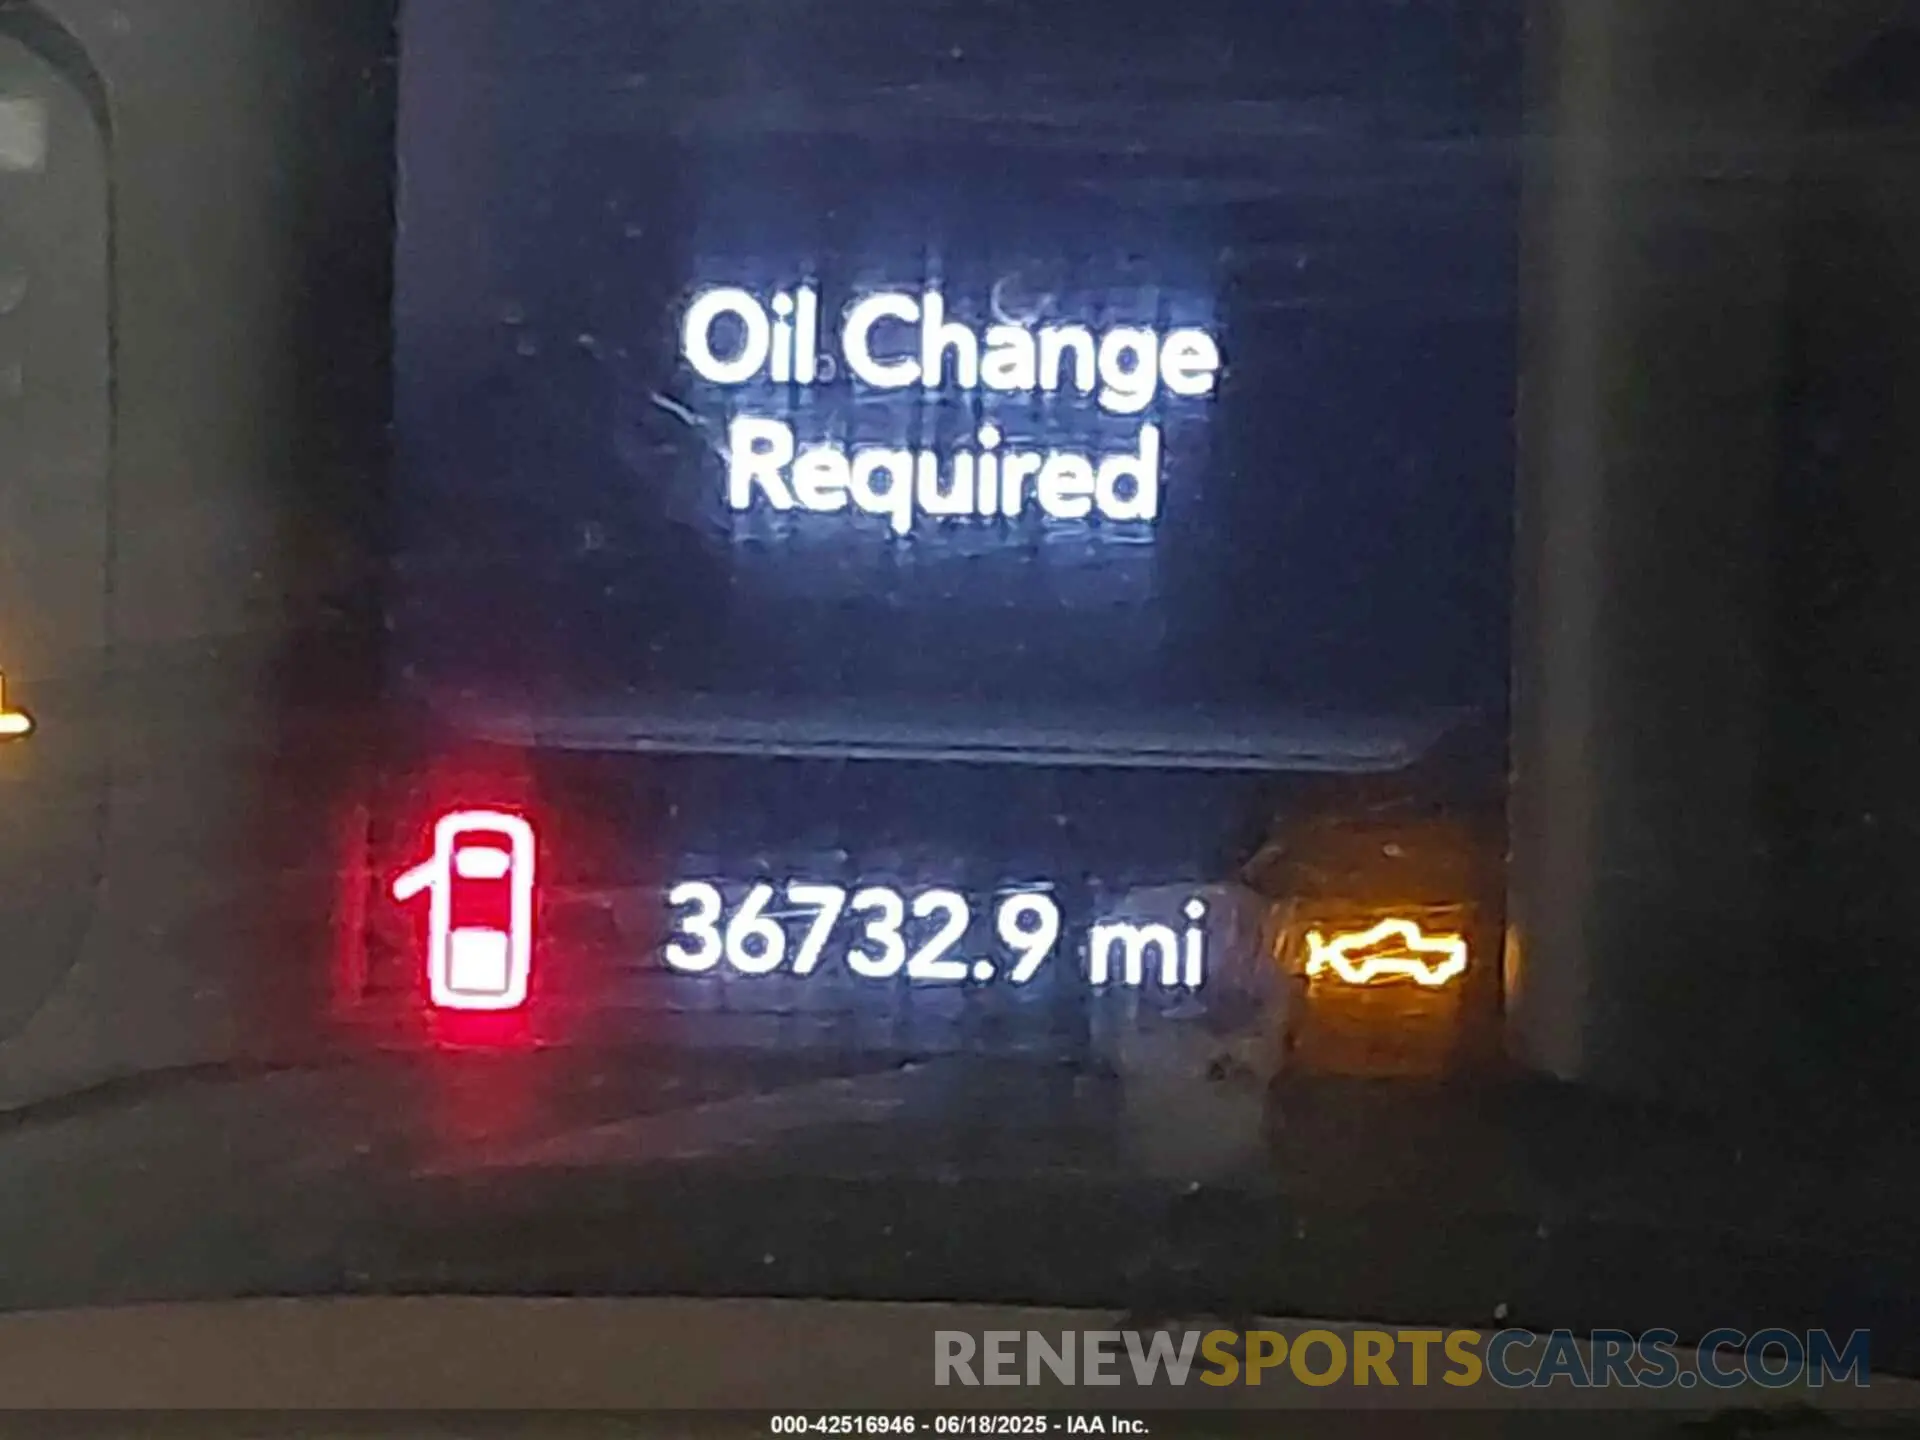 Oil Change
Required
36732.9 mi
RENEWSPORTSCARS.COM
000-42516946 - 06/18/2025 - IAA Inc.